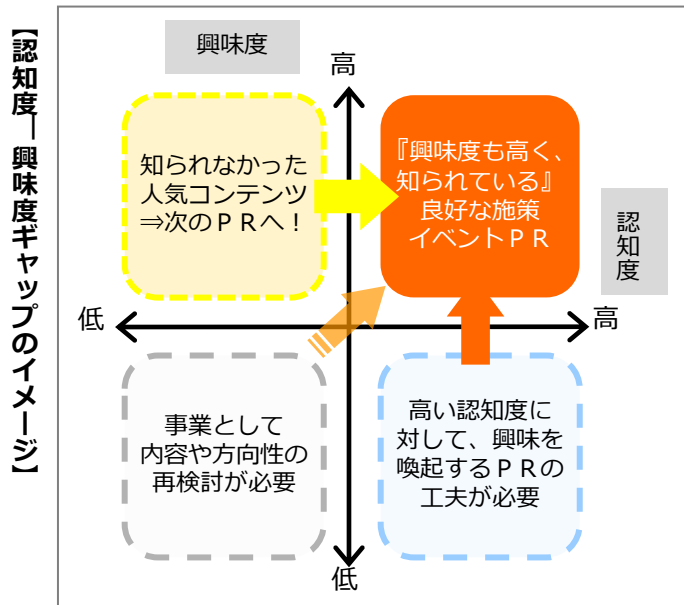 【認知度―興味度ギャップのイメージ】
興味度
高
知られなかった
人気コンテンツ
⇒次のＰＲへ！
『興味度も高く、
知られている』
良好な施策
イベントＰＲ
認知度
低
高
事業として
内容や方向性の
再検討が必要
高い認知度に
対して、興味を
喚起するＰＲの
工夫が必要
低